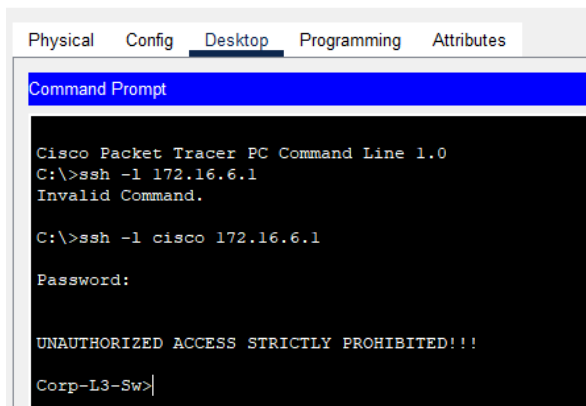 Physical Config Desktop Programming Attributes
Command Prompt
Cisco Packet Tracer PC Command Line 1.0
C:\>ssh -l 172.16.6.1
Invalid Command.
C:\>ssh -l cisco 172.16.6.1
Password:
UNAUTHORIZED ACCESS STRICTLY PROHIBITED!!!
Corp-L3-Sw>